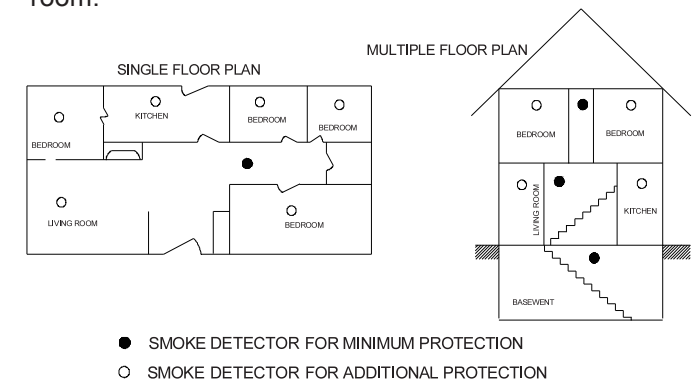 room.
MULTIPLE FLOOR PLAN
SINGLE FLOOR PLAN
KITCHEN
BEDROOM
BEDROOM
BEDROOM
LIVING ROOM
BEDROOM
BEDROOM
BEDROOM
LIVING ROOM
KITCHEN
BASEWENT
SMOKE DETECTOR FOR MINIMUM PROTECTION
SMOKE DETECTOR FOR ADDITIONAL PROTECTION